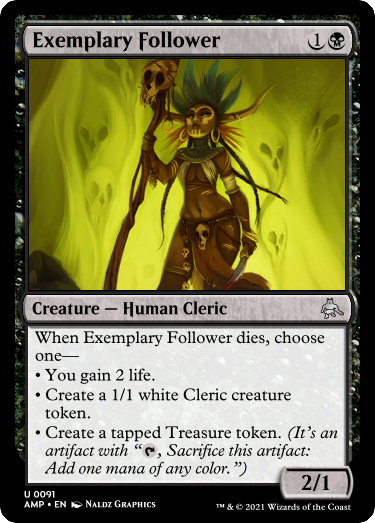 Exemplary Follower 1
Creature — Human Cleric
When Exemplary Follower dies, choose
one—
• You gain 2 life.
• Create a 1/1 white Cleric creature
token.
• Create a tapped Treasure token. (It's an
artifact with “, Sacrifice this artifact:
Add one mana of any color.”)
2/1
U 0091
AMP • EN Naldz Graphics
™ & © 2021 Wizards of the Coast